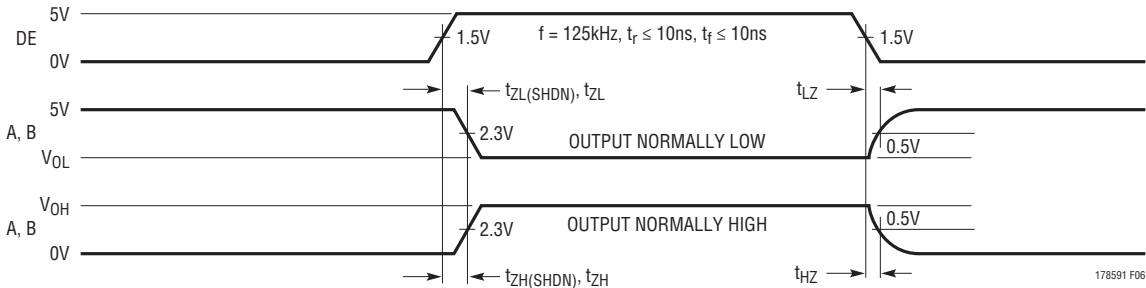 5V
DE
0V
1.5V
f = 125kHz, tr ≤ 10ns, tf ≤ 10ns
1.5V
tZL(SHDN), tZL
tLZ
5V
A, B
VOL
2.3V
OUTPUT NORMALLY LOW
0.5V
VOH
A, B
0V
2.3V
OUTPUT NORMALLY HIGH
0.5V
tZH(SHDN), tZH
tHZ
178591 F06